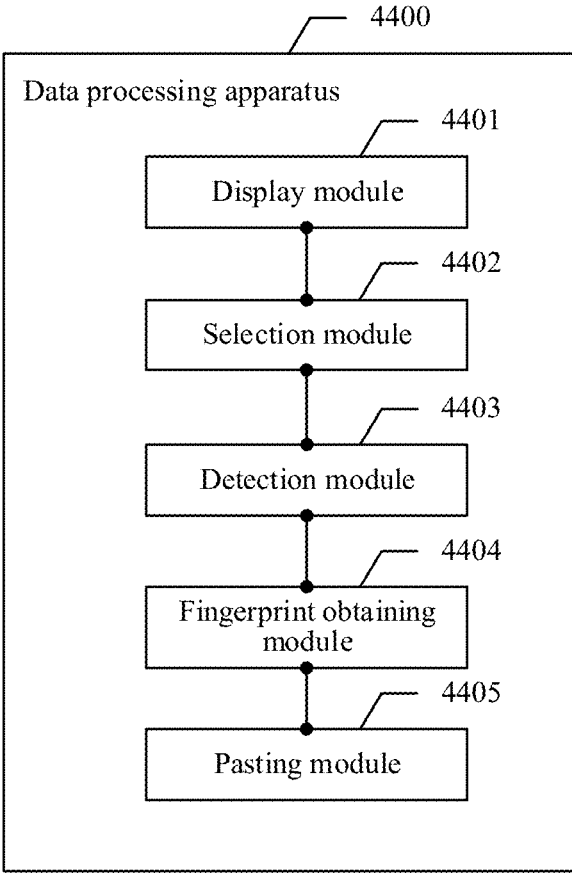 4400
Data processing apparatus
4401
Display module
4402
Selection module
4403
Detection module
4404
Fingerprint obtaining
module
4405
Pasting module